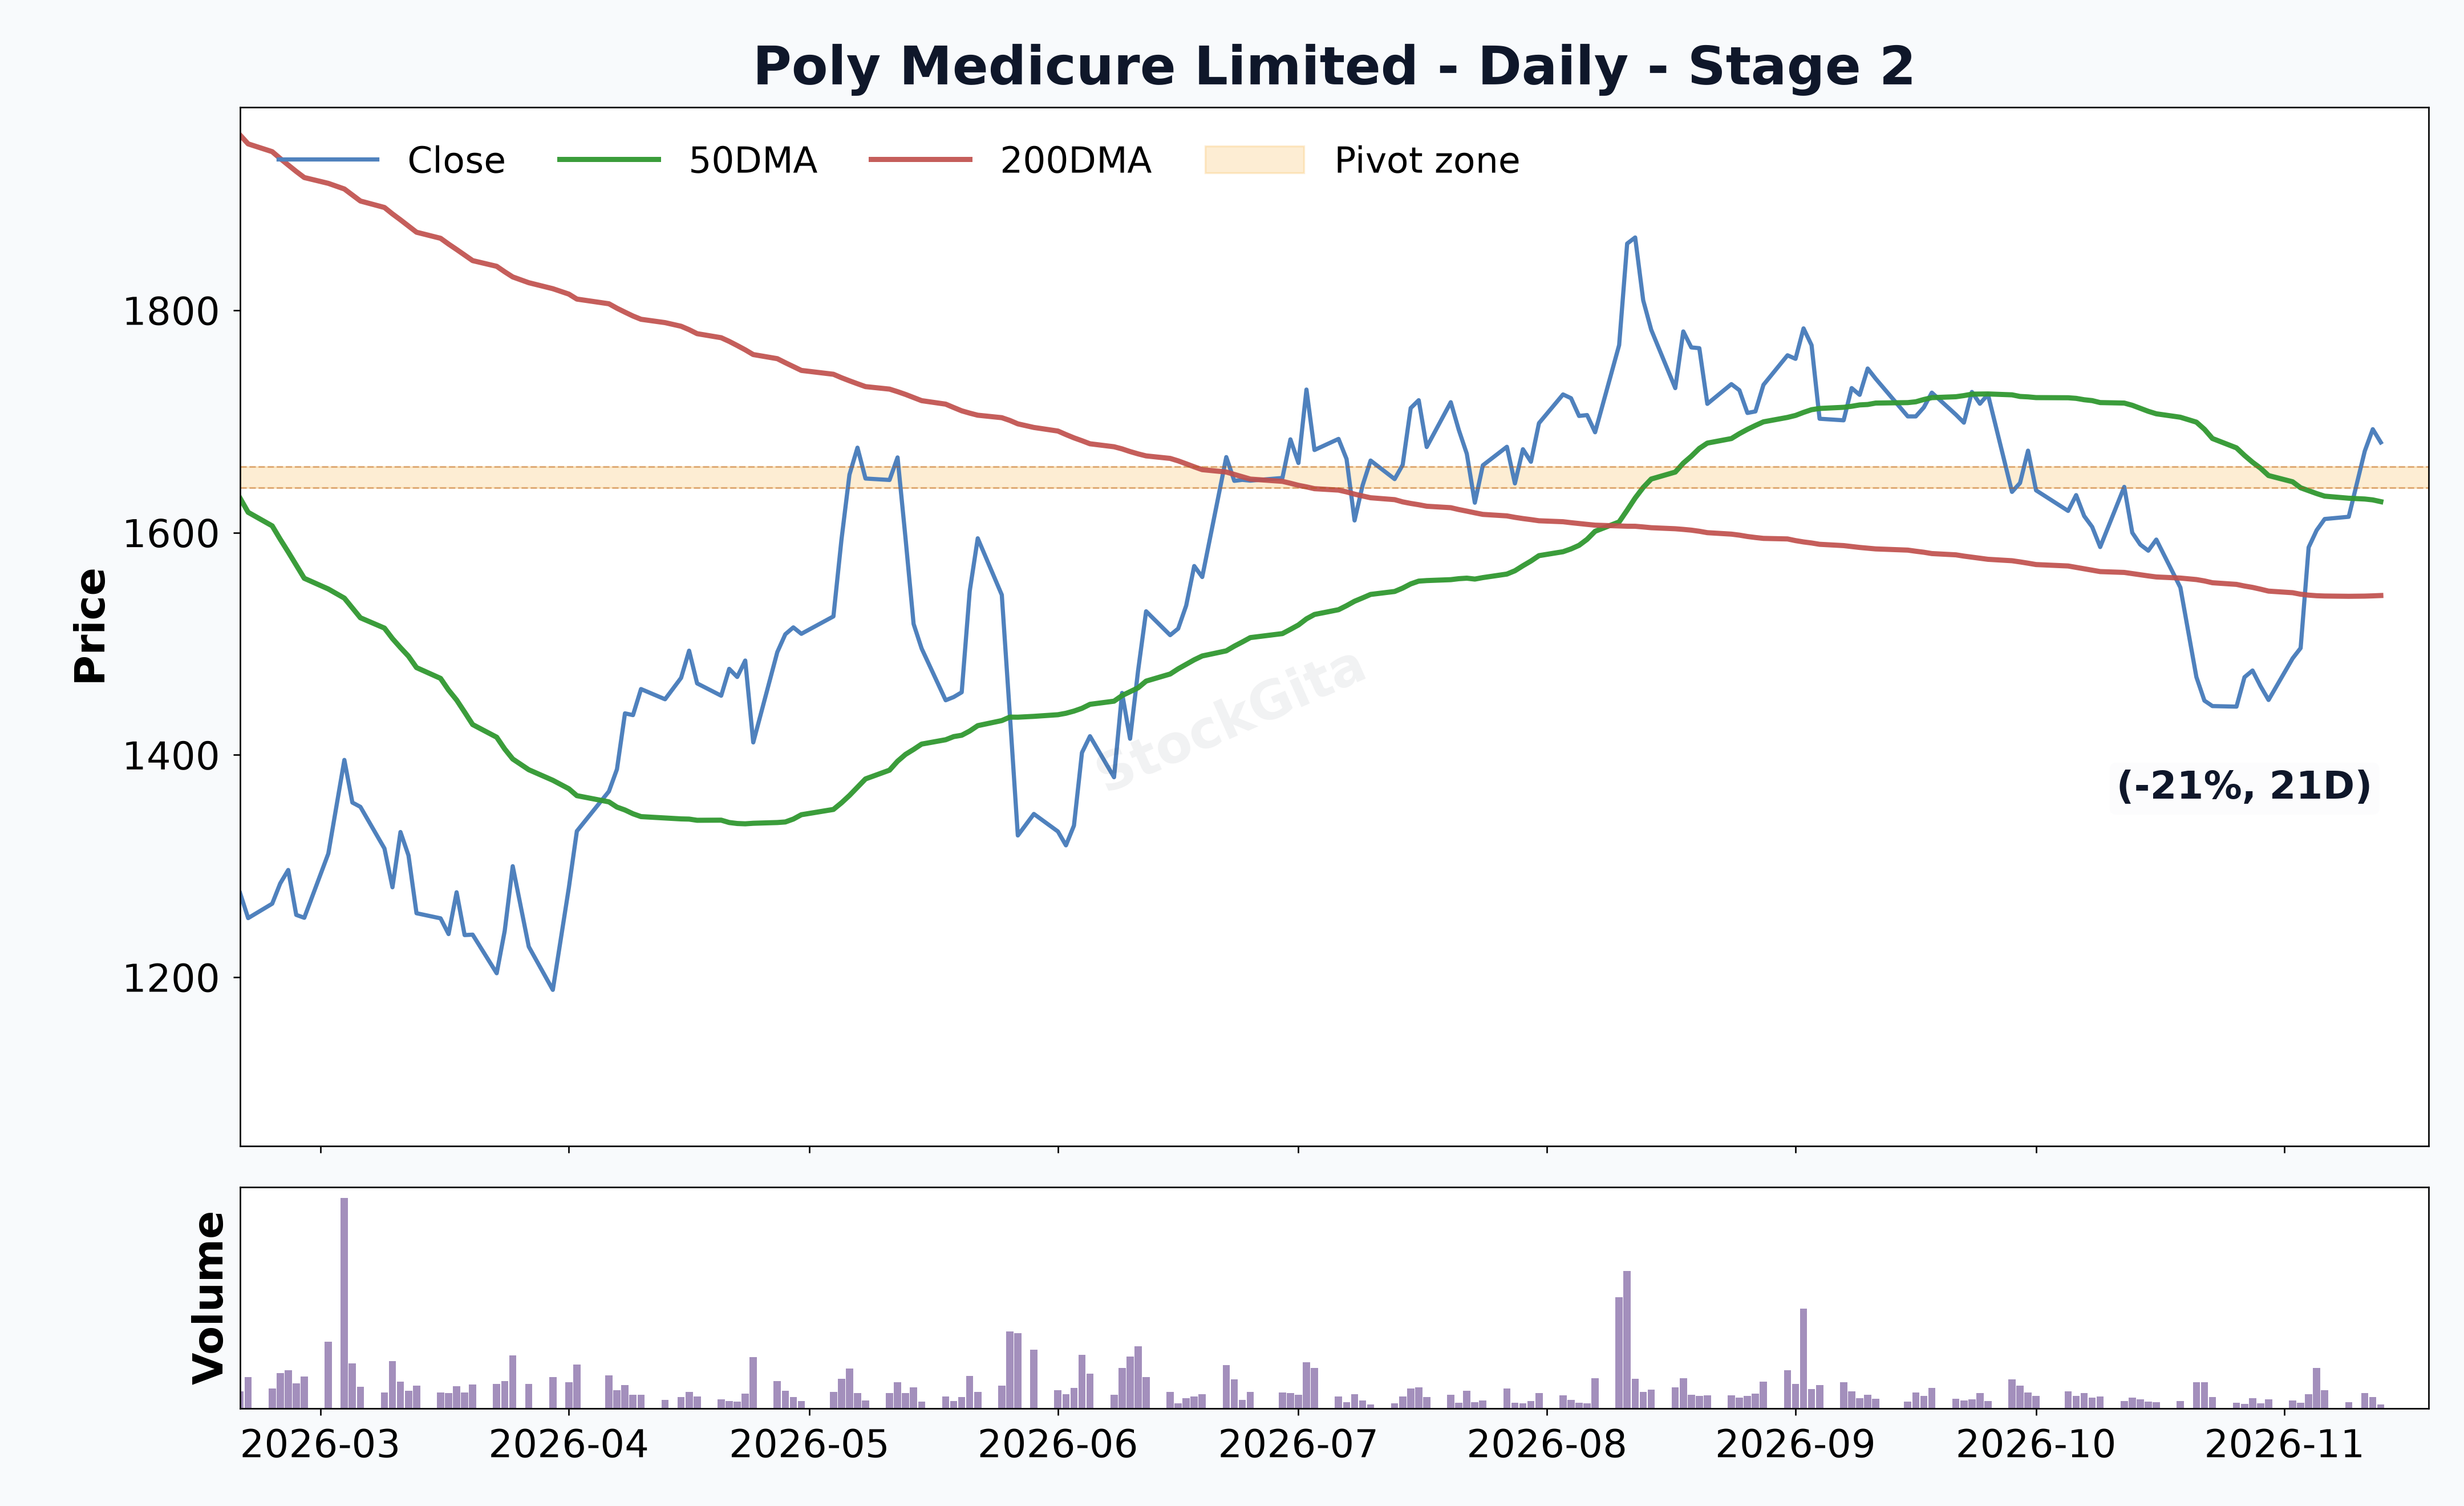 Poly Medicure Limited - Daily - Stage 2
Close 50DMA 200DMA Pivot zone
1800
1600
1400
1200
Price
StockGita
(-21%, 21D)
Volume
2026-03 2026-04 2026-05 2026-06 2026-07 2026-08 2026-09 2026-10 2026-11